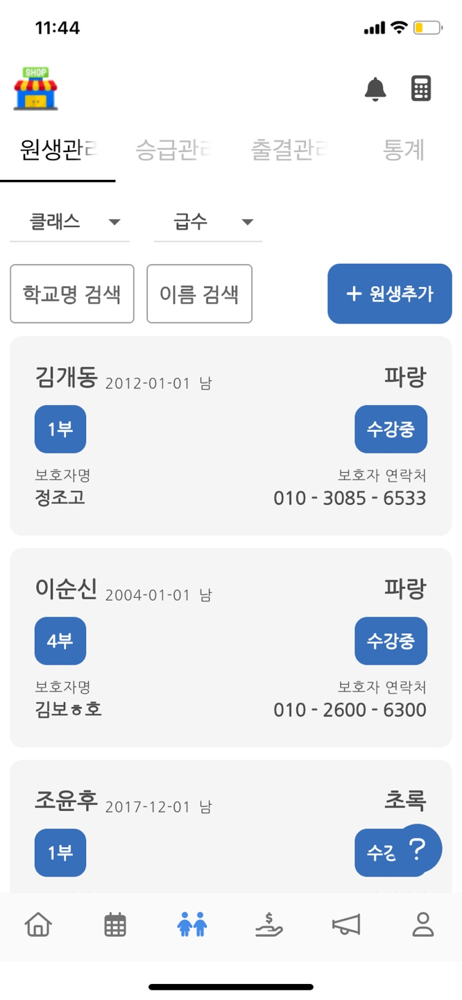 11:44
SHOP
원생관리 승급관리 출결관리 통계
클래스 급수
학교명 검색 이름 검색 + 원생추가
김개동 2012-01-01 남 파랑
1부 수강중
보호자명 보호자 연락처
정조고 010 - 3085 - 6533
이순신 2004-01-01 남 파랑
4부 수강중
보호자명 보호자 연락처
김보ㅎ호 010 - 2600 - 6300
조윤후 2017-12-01 남 초록
1부 수강 ?